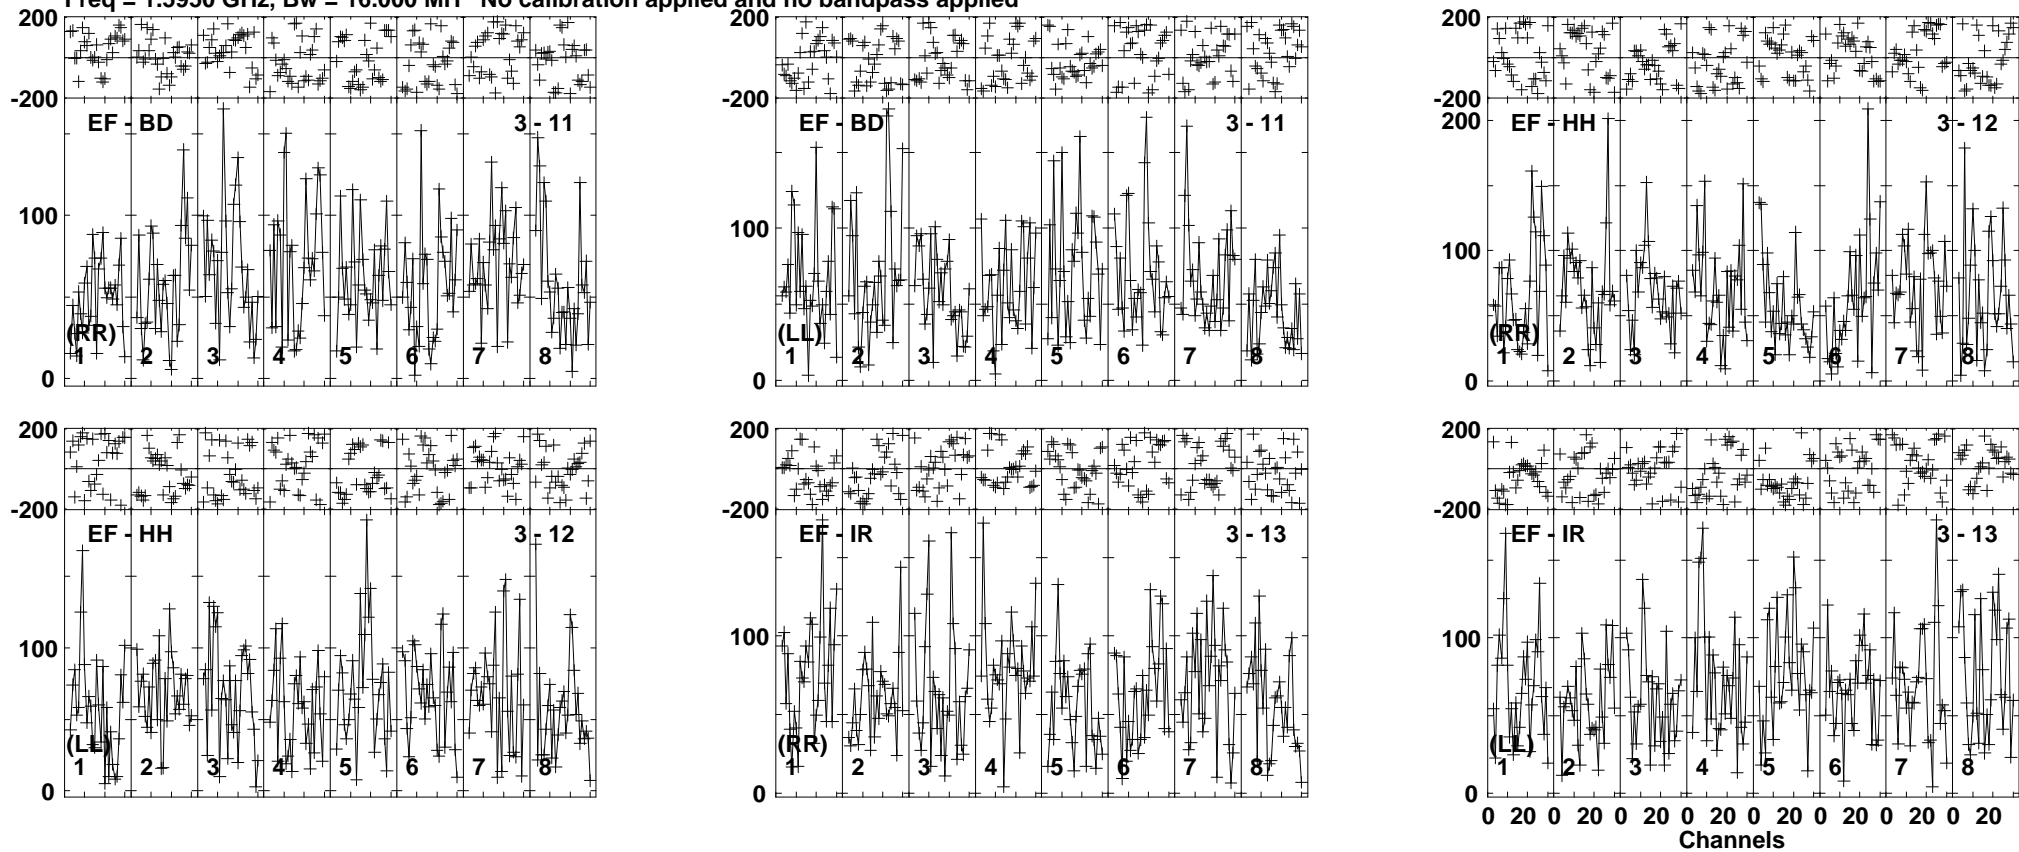 Freq = 1.5950 GHz, Bw = 16.000 MH No calibration applied and no bandpass applied
200 200 200
-200 -200 -200
EF - BD 3 - 11 EF - BD 3 - 11 200 EF - HH 3 - 12
100 100 100
(RR) (LL) (RR)
1 2 3 4 5 6 7 8 1 2 3 4 5 6 7 8 1 2 3 4 5 6 7 8
0 0 0
200 200 200
-200 -200 -200
EF - HH 3 - 12 EF - IR 3 - 13 EF - IR 3 - 13
100 100 100
(LL) (RR) (LL)
1 2 3 4 5 6 7 8 1 2 3 4 5 6 7 8 1 2 3 4 5 6 7 8
0 0 0
0 20 0 20 0 20 0 20 0 20 0 20 0 20 0 20
Channels